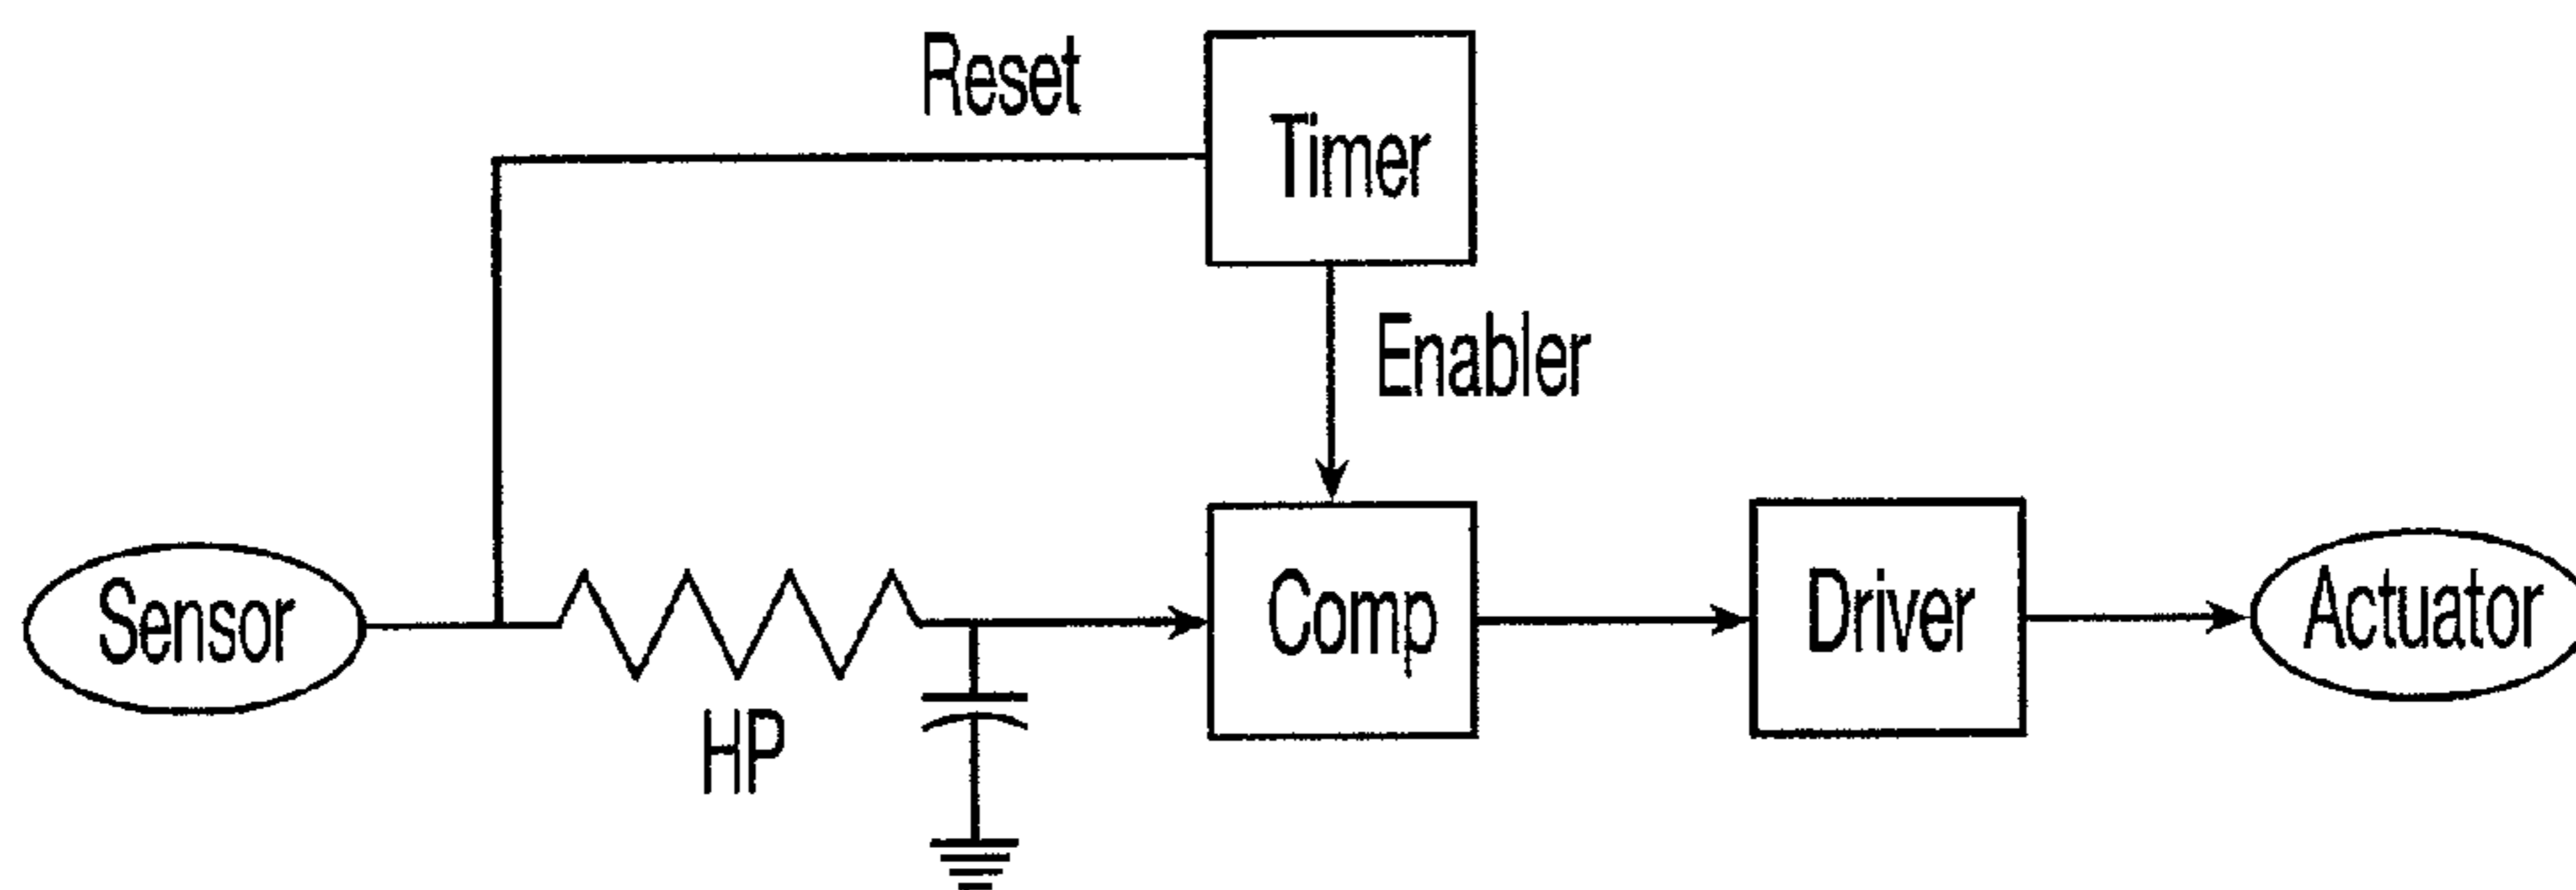 Reset
Timer
Enabler
Sensor
HP
Comp
Driver
Actuator